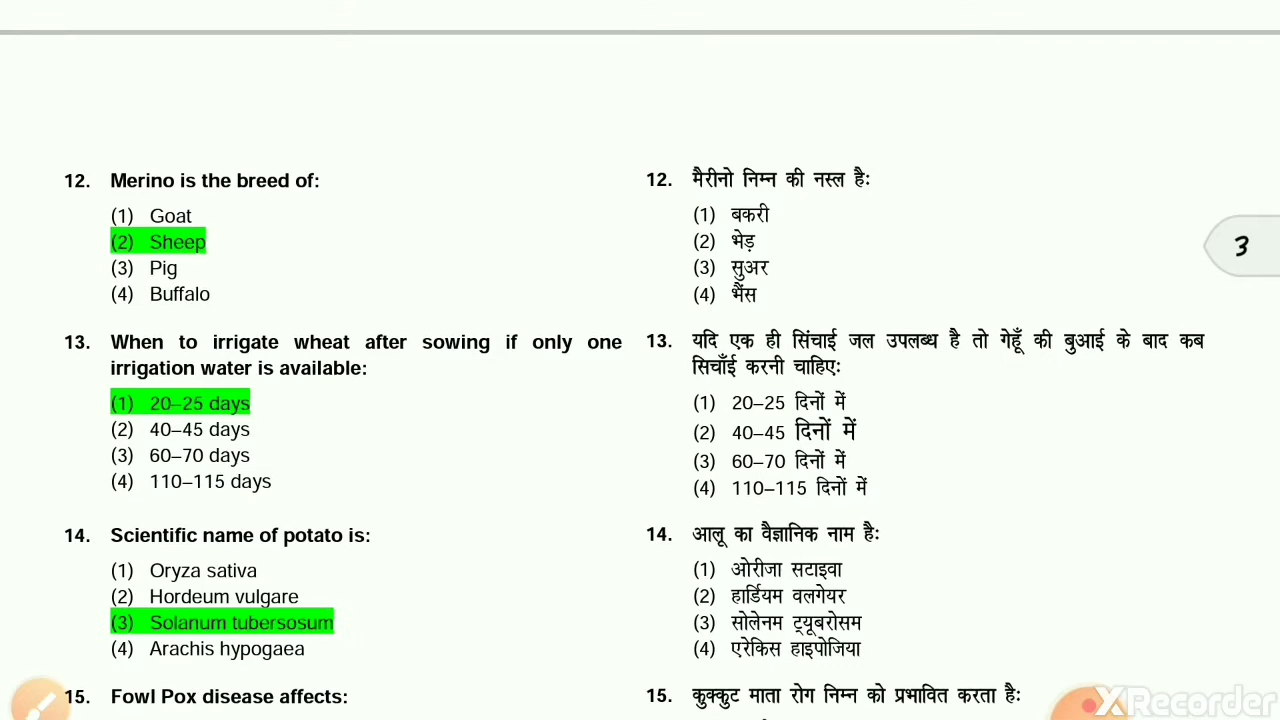 12. Merino is the breed of:
(1) Goat
(2) Sheep
(3) Pig
(4) Buffalo
13. When to irrigate wheat after sowing if only one
irrigation water is available:
(1) 20–25 days
(2) 40–45 days
(3) 60–70 days
(4) 110–115 days
14. Scientific name of potato is:
(1) Oryza sativa
(2) Hordeum vulgare
(3) Solanum tubersosum
(4) Arachis hypogaea
15. Fowl Pox disease affects:
12. मैरीनो निम्न की नस्ल है:
(1) बकरी
(2) भेड़
(3) सुअर
(4) भैंस
13. यदि एक ही सिंचाई जल उपलब्ध है तो गेहूँ की बुआई के बाद कब
सिचाँई करनी चाहिए:
(1) 20–25 दिनों में
(2) 40–45 दिनों में
(3) 60–70 दिनों में
(4) 110–115 दिनों में
14. आलू का वैज्ञानिक नाम है:
(1) ओरीजा सटाइवा
(2) हार्डियम वलगेयर
(3) सोलेनम ट्यूबरोसम
(4) एरेकिस हाइपोजिया
15. कुक्कुट माता रोग निम्न को प्रभावित करता है:
3
XRecorder